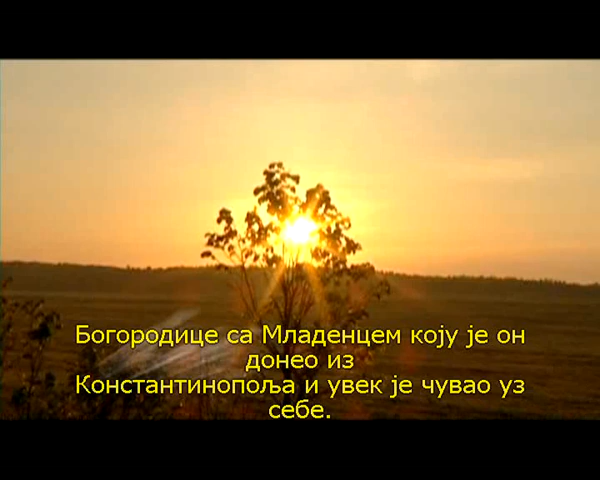 Богородице са Младенцем коју је он
донео из
Константинопоља и увек је чувао уз
себе.